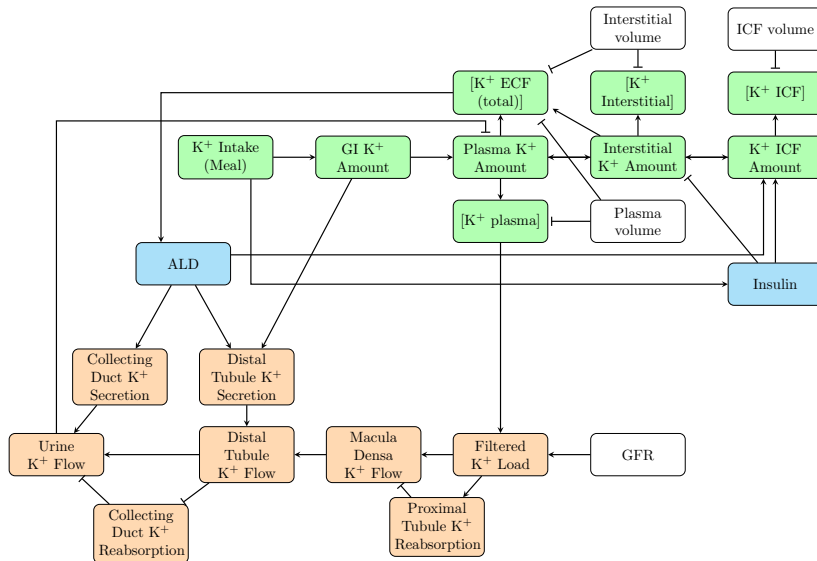 Interstitial
volume
ICF volume
[K⁺ ECF
(total)]
[K⁺
Interstitial]
[K⁺ ICF]
K⁺ Intake
(Meal)
GI K⁺
Amount
Plasma K⁺
Amount
Interstitial
K⁺ Amount
K⁺ ICF
Amount
[K⁺ plasma]
Plasma
volume
ALD
Insulin
Collecting
Duct K⁺
Secretion
Distal
Tubule K⁺
Secretion
Urine
K⁺ Flow
Distal
Tubule
K⁺ Flow
Macula
Densa
K⁺ Flow
Filtered
K⁺ Load
GFR
Collecting
Duct K⁺
Reabsorption
Proximal
Tubule K⁺
Reabsorption